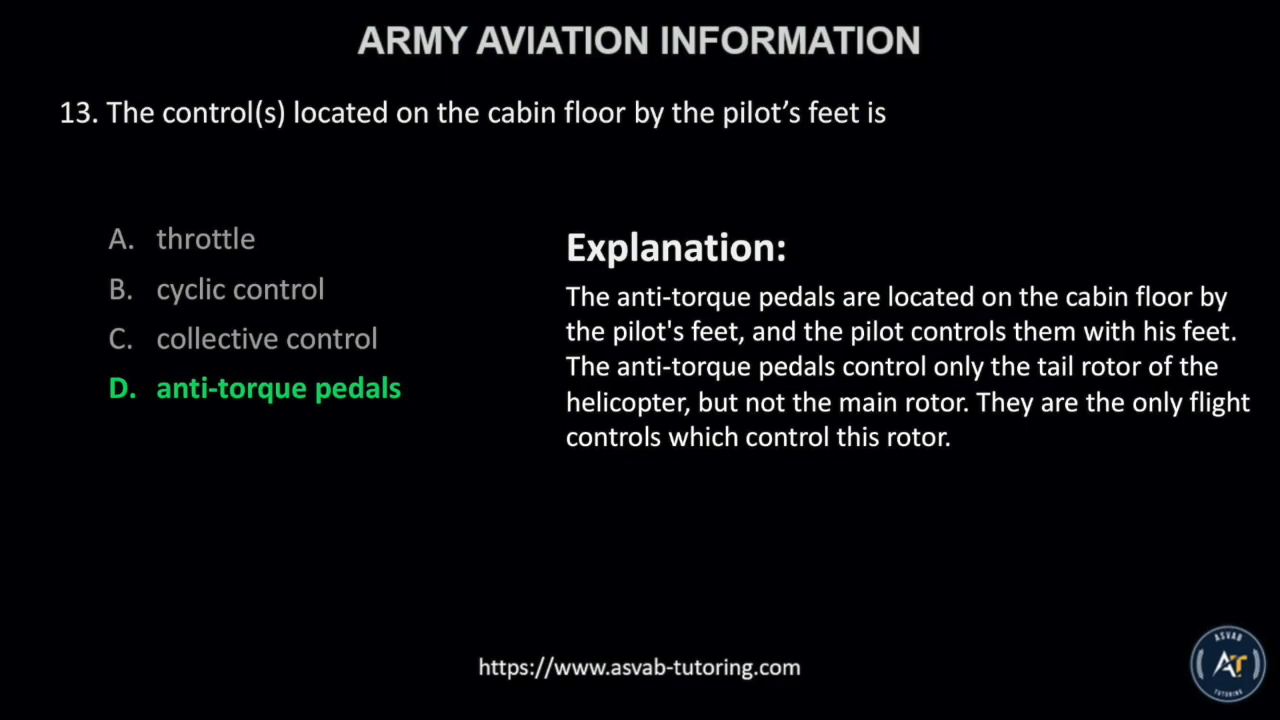 ARMY AVIATION INFORMATION
13. The control(s) located on the cabin floor by the pilot’s feet is
A. throttle
B. cyclic control
C. collective control
D. anti-torque pedals
Explanation:
The anti-torque pedals are located on the cabin floor by
the pilot's feet, and the pilot controls them with his feet.
The anti-torque pedals control only the tail rotor of the
helicopter, but not the main rotor. They are the only flight
controls which control this rotor.
https://www.asvab-tutoring.com
ASVAB
AT
TUTORING